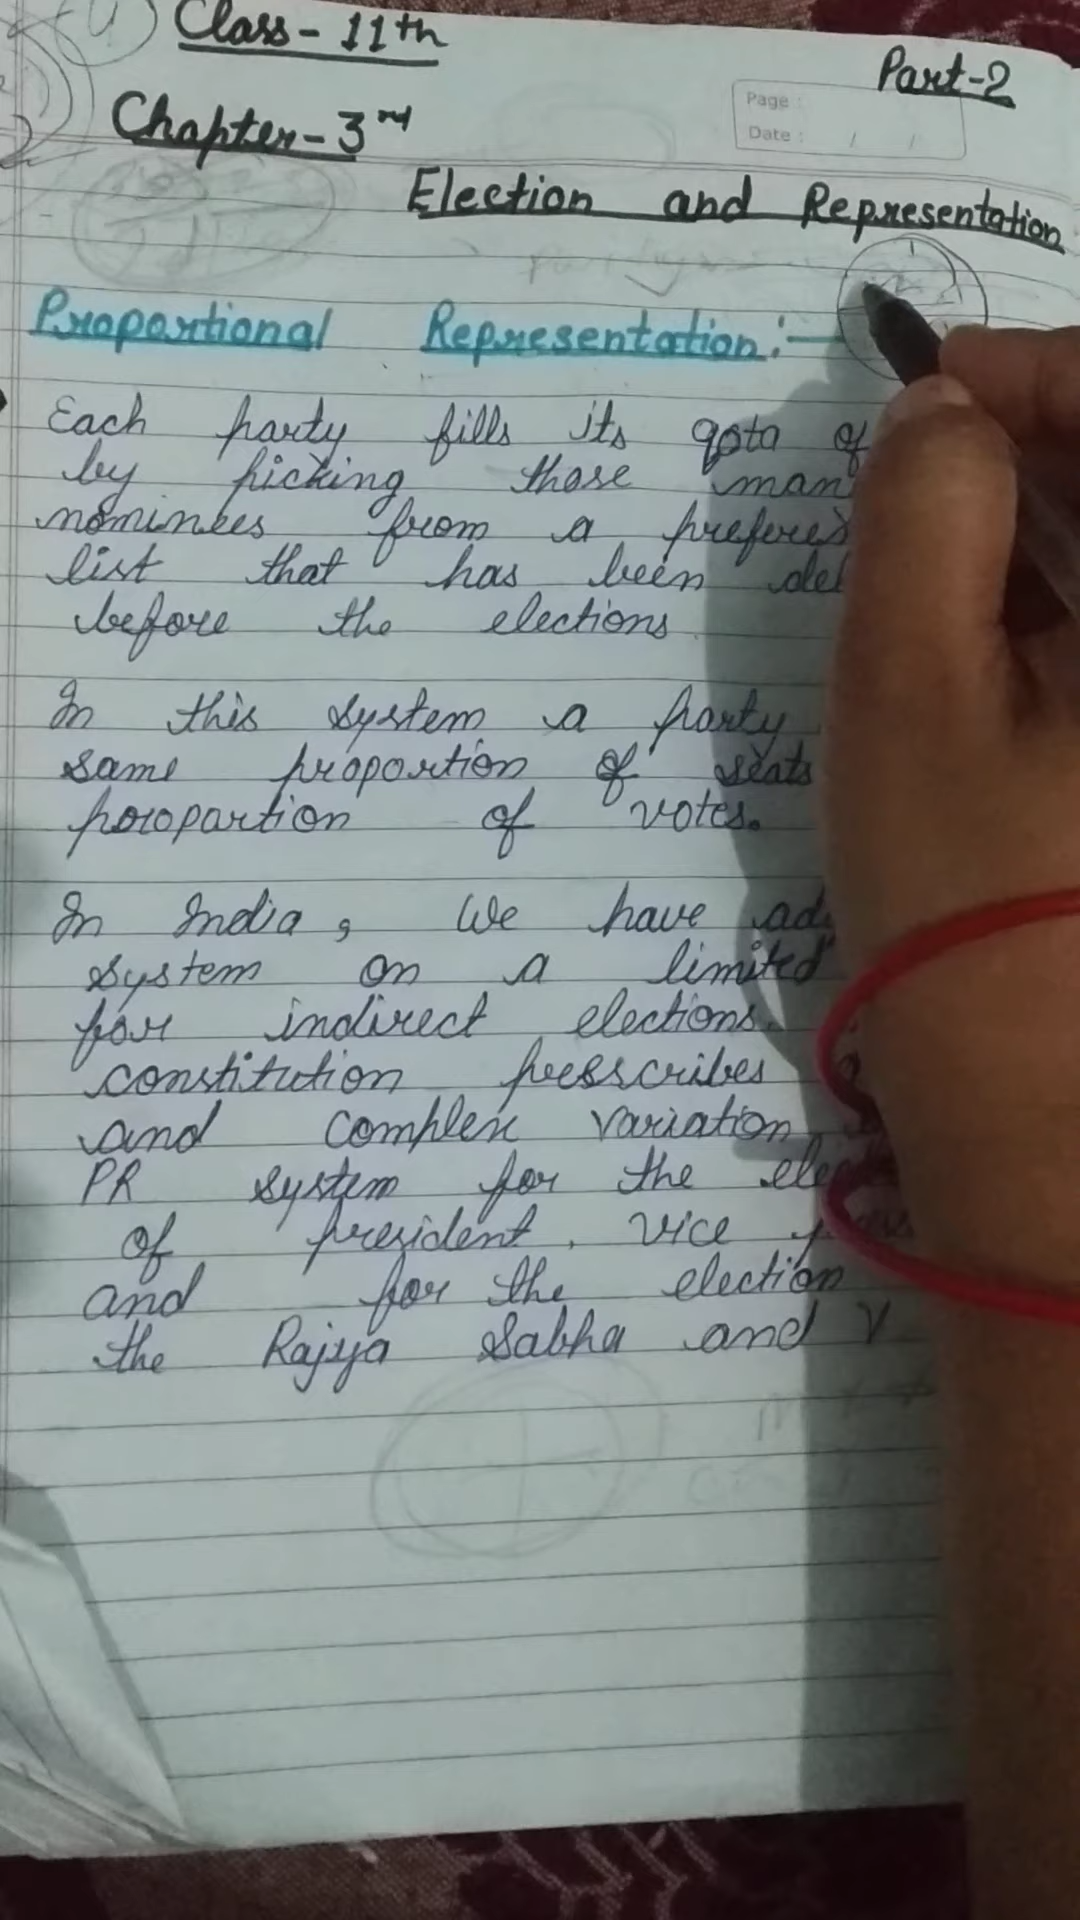 Class- 11th
Part-2
Page :
Date : / /
Chapter- 3rd
Election and Representation
Proportional Representation:-
Each party fills its qota of
by picking those man
nominees from a prefere
list that has been de
before the elections
In this system a party
same proportion of seats
proportion of votes.
In India, We have ad
system on a limited
for indirect elections.
constitution presscribes
and complex variation
PR system for the ele
of president, vice
and for the election
the Rajya Sabha and V